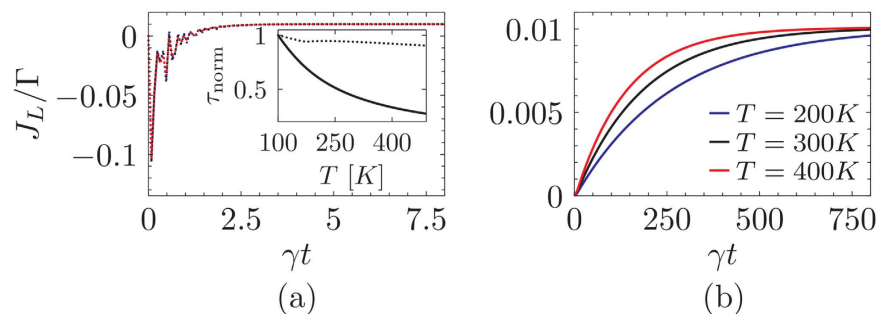 J_L/Γ
0
−0.05
−0.1
0 2.5 5 7.5
γt
(a)
τ_norm
1
0.5
100 250 400
T [K]
0.01
0.005
0
0 250 500 750
γt
(b)
T = 200K
T = 300K
T = 400K